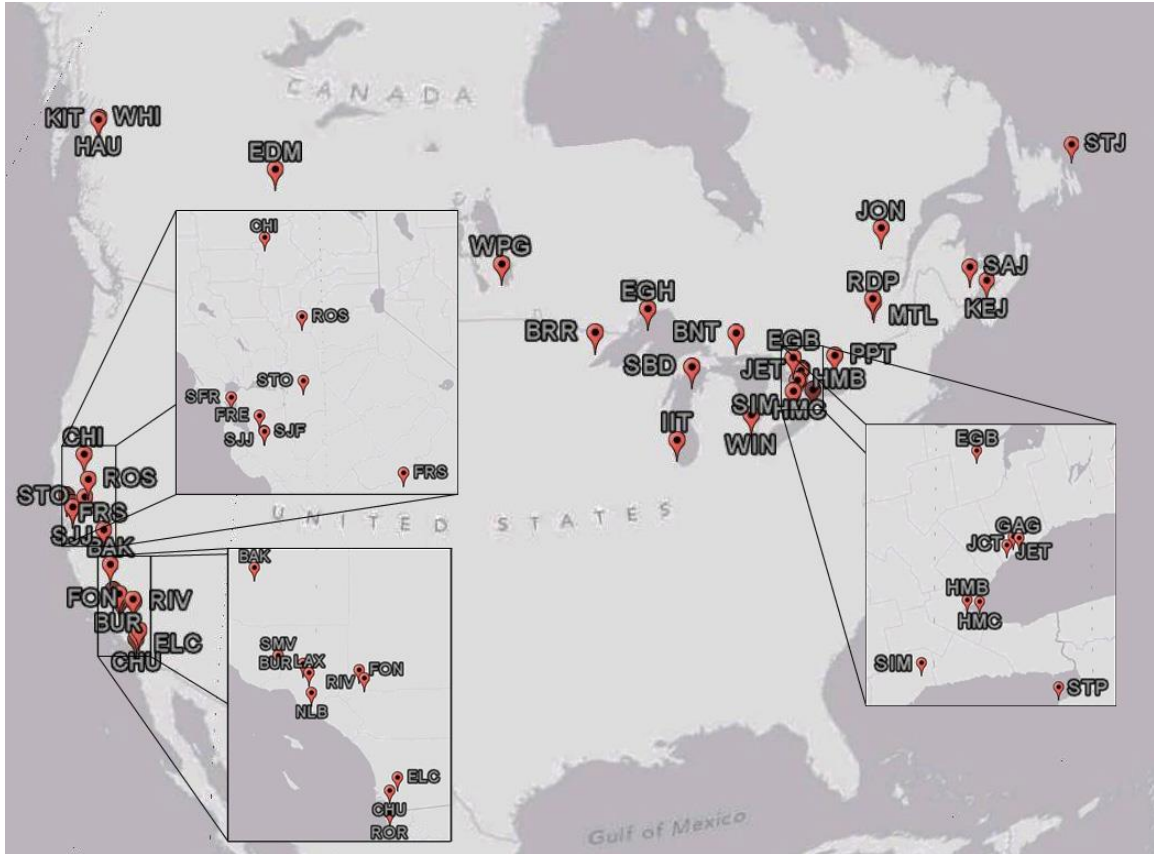 CANADA
KIT WHI
HAU
EDM
STJ
JON
WPG
SAJ
KEJ
RDP
MTL
EGH
BRR
BNT
EGB
PPT
SBD
JET
HMB
SIM
HMC
IIT
WIN
CHI
ROS
STO
FRS
SJJ
BAK
FON
RIV
BUR
ELC
CHU
CHI
ROS
STO
SFR
FRE
SJJ
SJF
FRS
UNITED STATES
BAK
SMV
BUR
LAX
RIV
FON
NLB
ELC
CHU
ROR
EGB
GAG
JCT
JET
HMB
HMC
SIM
STP
Gulf of Mexico